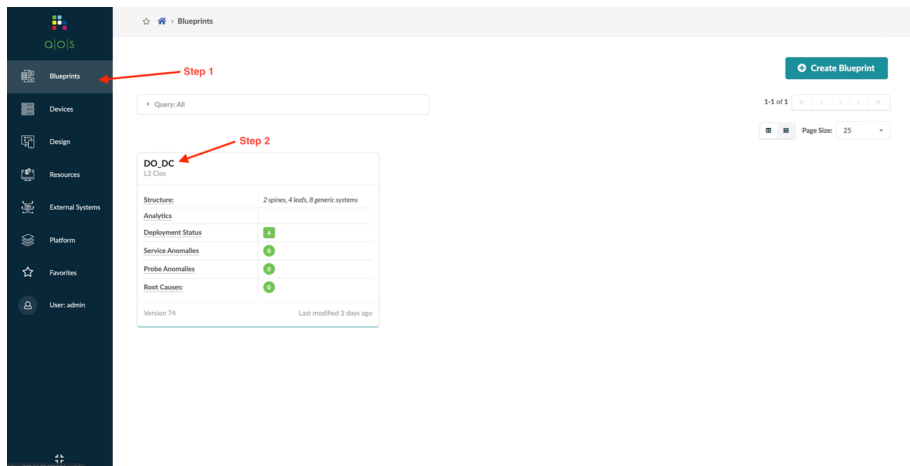 Blueprints
a|o|s
Blueprints
Step 1
Create Blueprint
Devices
Query: All
1-1 of 1
Page Size: 25
Design
Step 2
DO_DC
L3 Clos
Resources
Structure: 2 spines, 4 leafs, 8 generic systems
External Systems
Analytics
Deployment Status 6
Platform
Service Anomalies 0
Probe Anomalies 0
Favorites
Root Causes: 0
User: admin
Version 74 Last modified 3 days ago